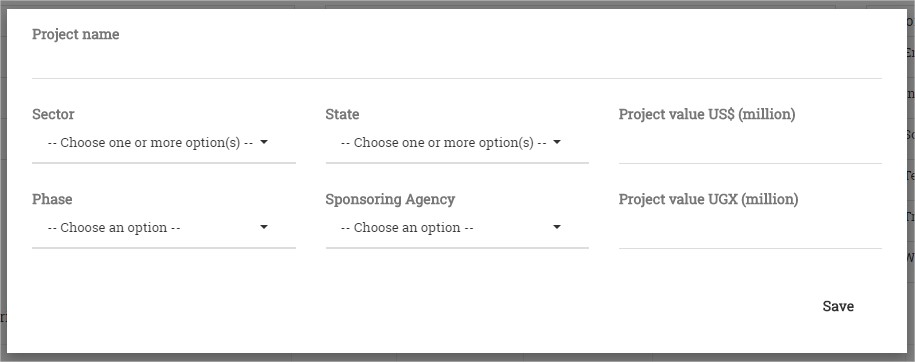 Project name
Sector State Project value US$ (million)
-- Choose one or more option(s) -- -- Choose one or more option(s) --
Phase Sponsoring Agency Project value UGX (million)
-- Choose an option -- -- Choose an option --
Save